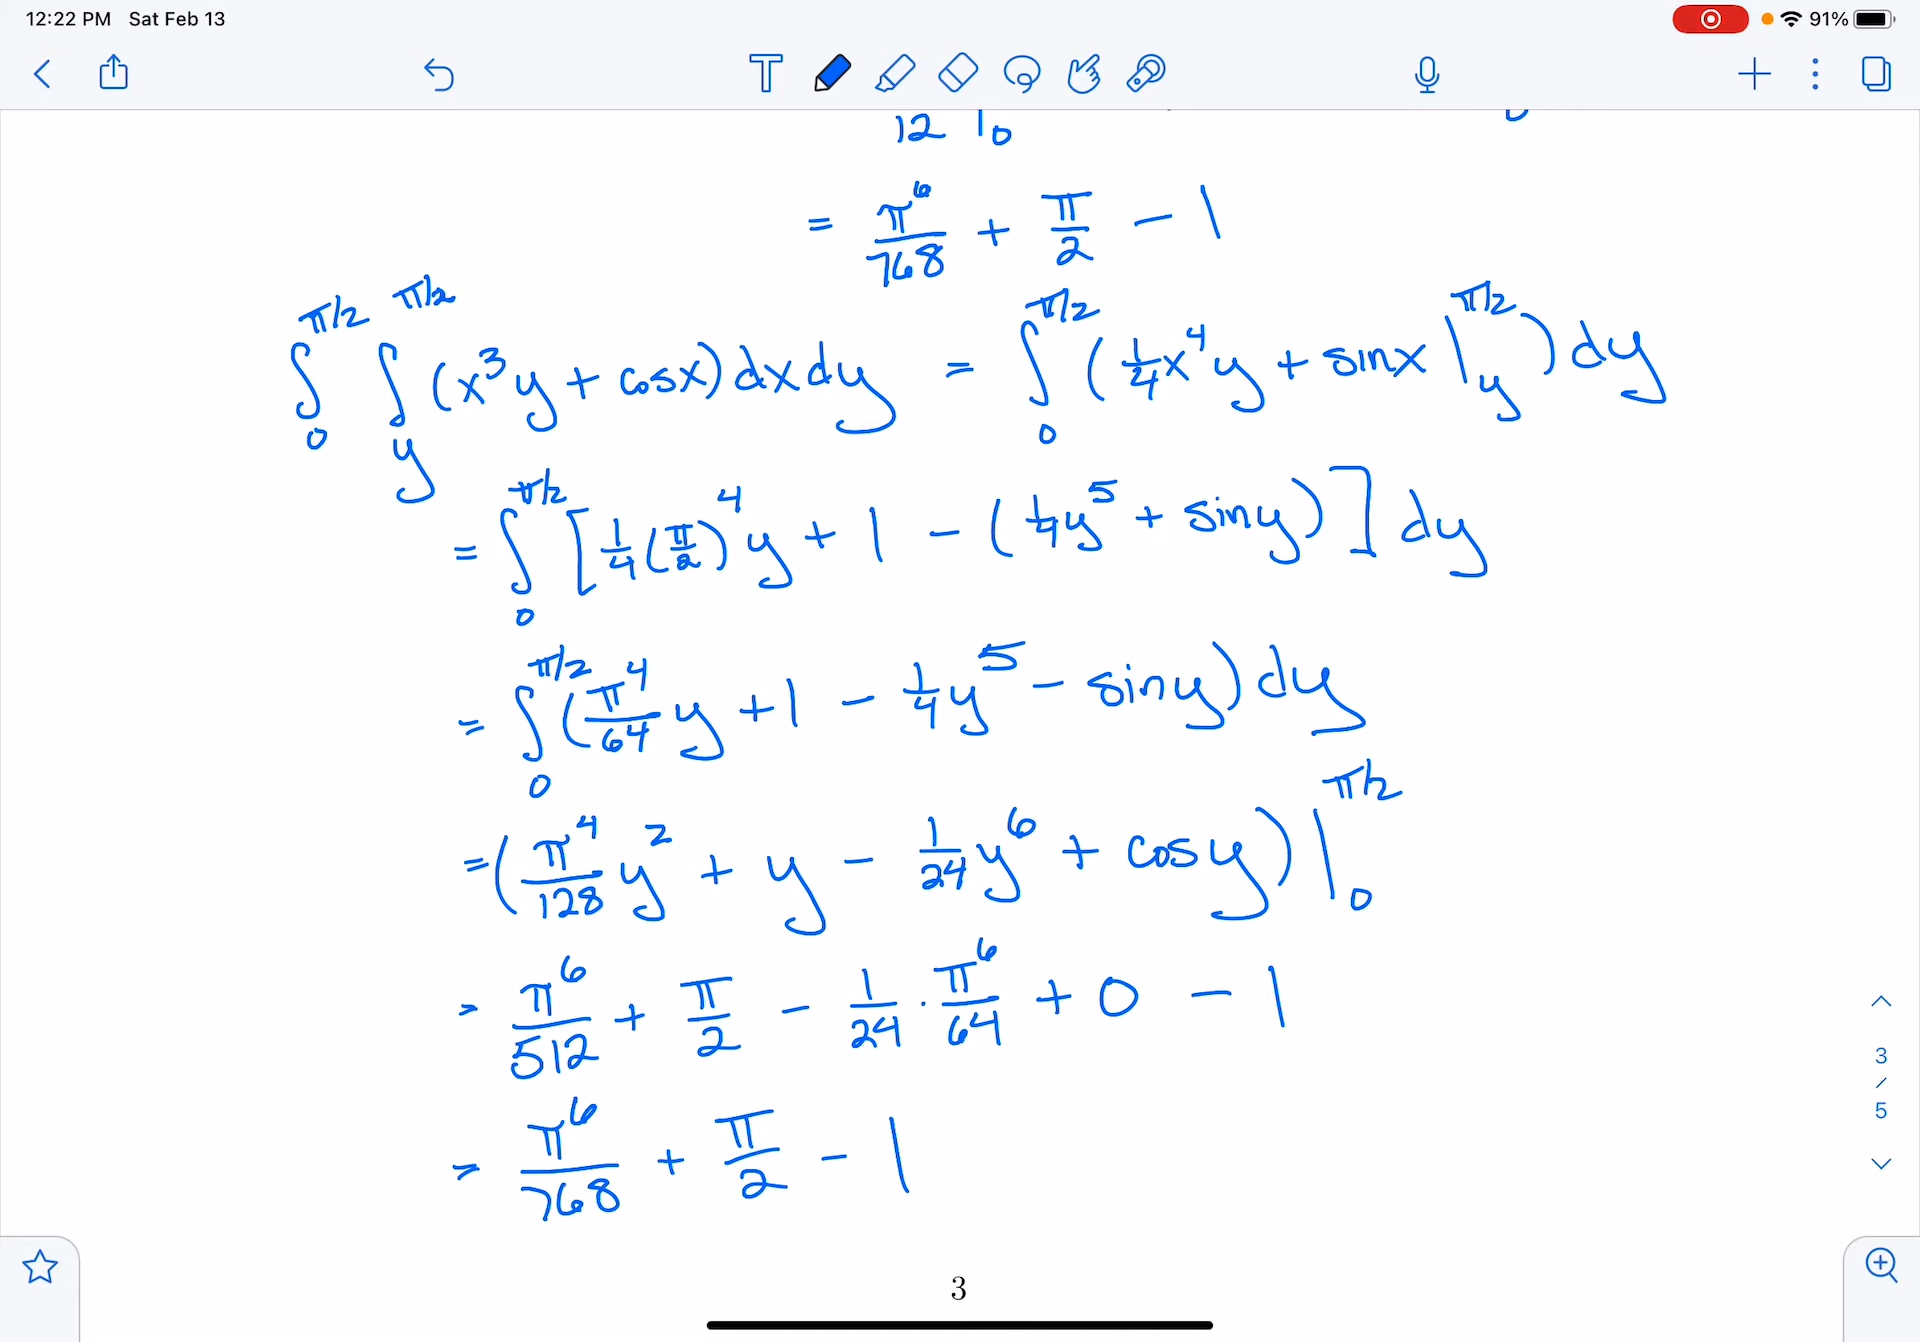 12:22 PM Sat Feb 13 91%
T
12 |₀
= π⁶/768 + π/2 - 1
∫₀^{π/2} ∫_y^{π/2} (x³y + cosx) dx dy = ∫₀^{π/2} (¼x⁴y + sinx |_y^{π/2}) dy
= ∫₀^{π/2} [¼(π/2)⁴y + 1 - (¼y⁵ + siny)] dy
= ∫₀^{π/2} (π⁴/64 y + 1 - ¼y⁵ - siny) dy
= (π⁴/128 y² + y - 1/24 y⁶ + cosy) |₀^{π/2}
= π⁶/512 + π/2 - 1/24 · π⁶/64 + 0 - 1
= π⁶/768 + π/2 - 1
3
/
5
3